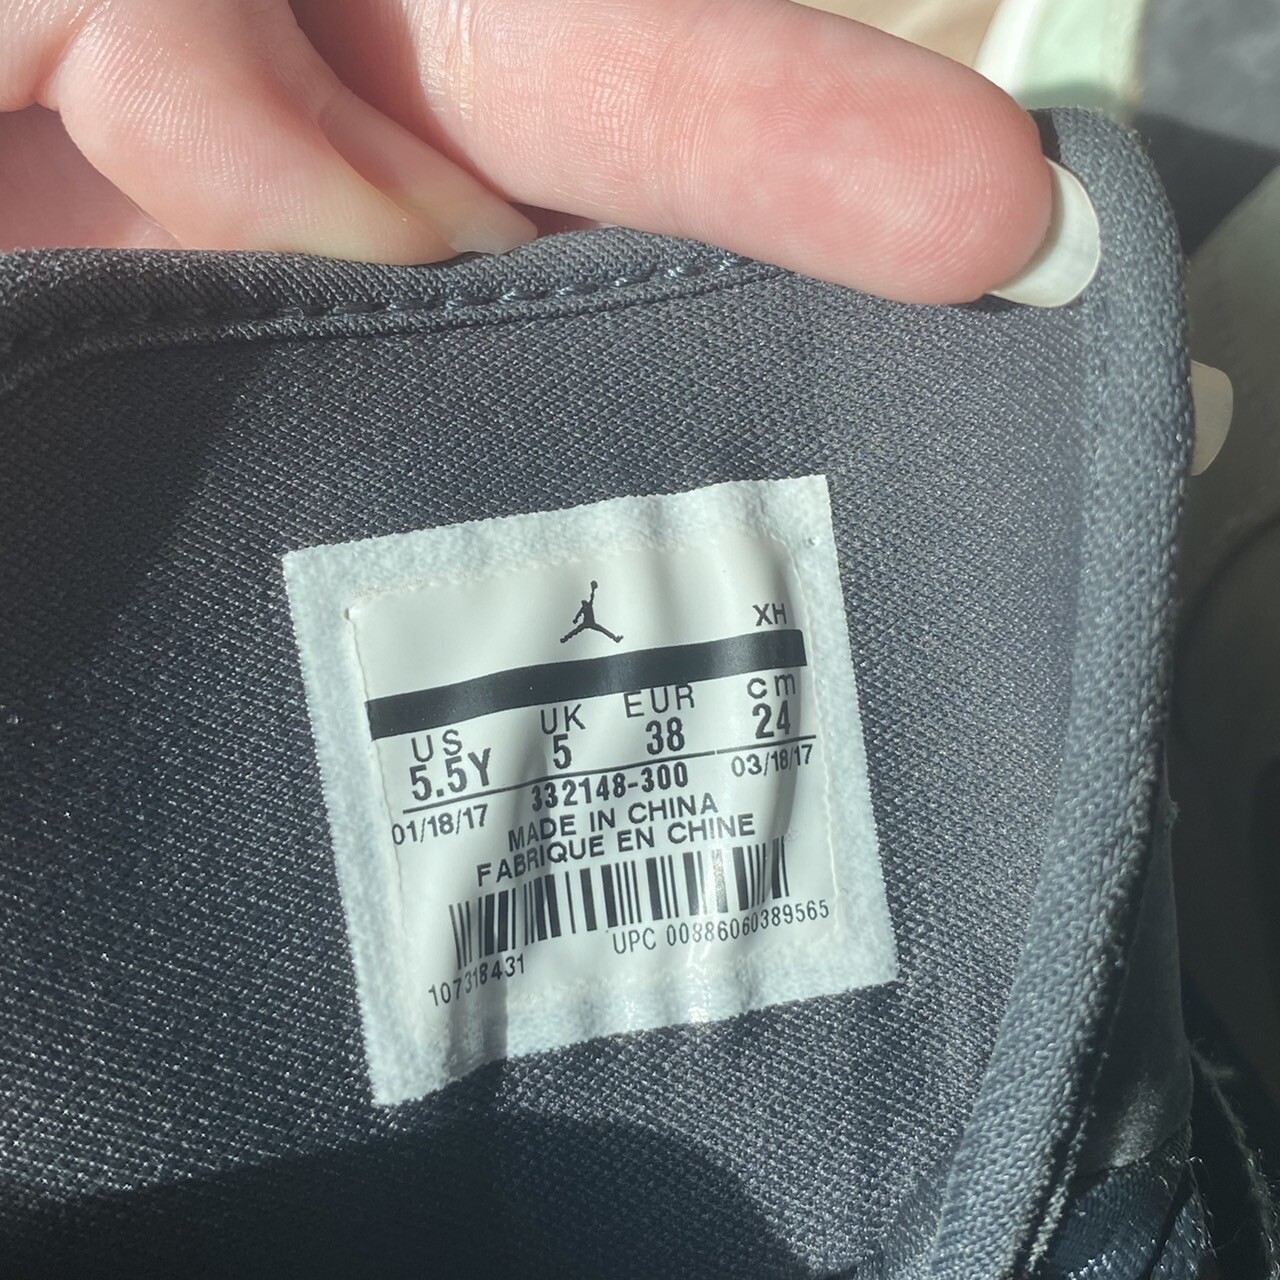 XH
US UK EUR cm
5.5Y 5 38 24
01/18/17 332148-300 03/18/17
MADE IN CHINA
FABRIQUE EN CHINE
UPC 00886060389565
107318431